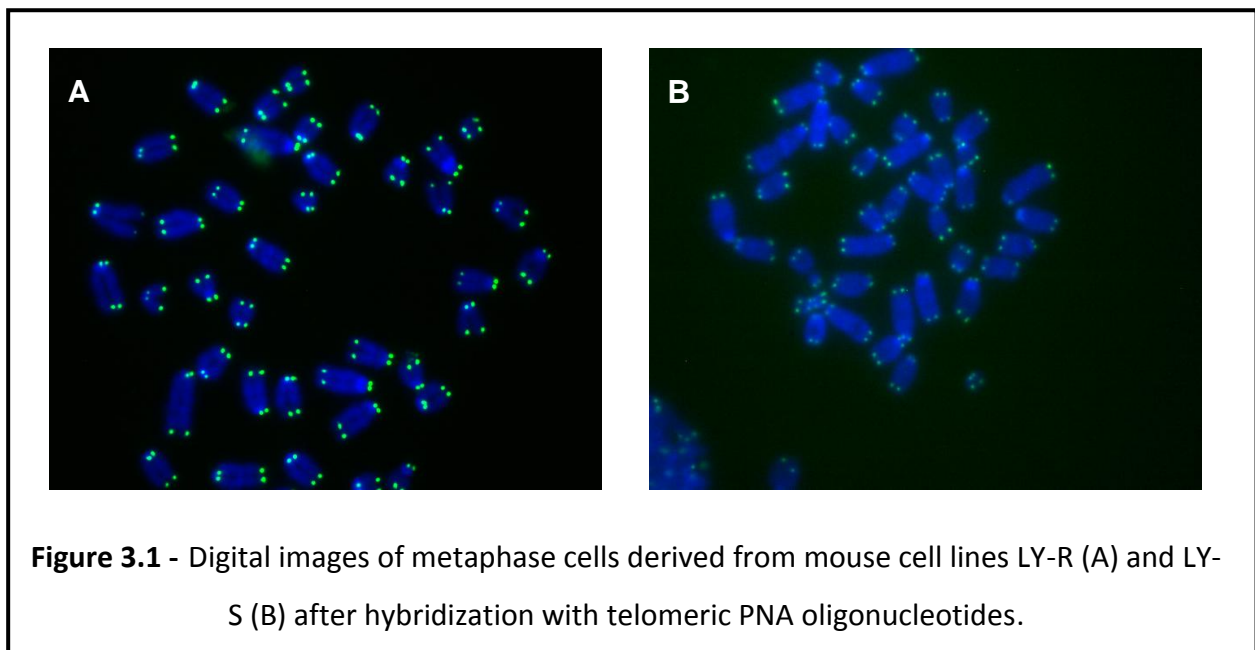 A
B
Figure 3.1 - Digital images of metaphase cells derived from mouse cell lines LY-R (A) and LY-
S (B) after hybridization with telomeric PNA oligonucleotides.